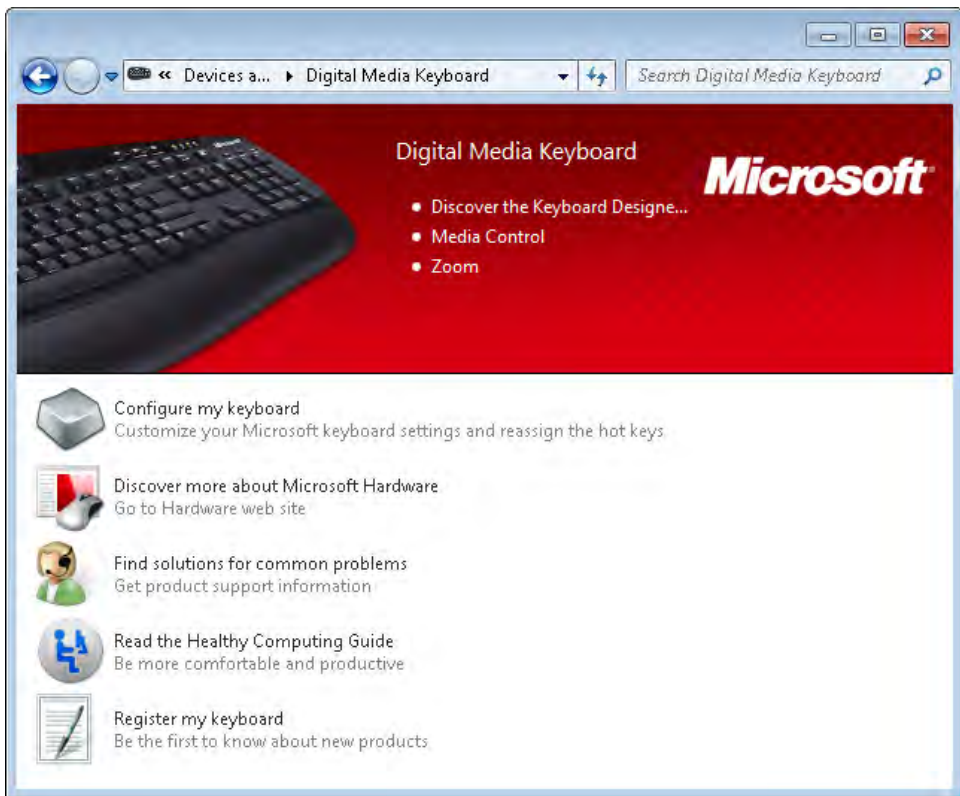 « Devices a... ▸ Digital Media Keyboard
Search Digital Media Keyboard
Digital Media Keyboard
Microsoft®
• Discover the Keyboard Designe...
• Media Control
• Zoom
Configure my keyboard
Customize your Microsoft keyboard settings and reassign the hot keys
Discover more about Microsoft Hardware
Go to Hardware web site
Find solutions for common problems
Get product support information
Read the Healthy Computing Guide
Be more comfortable and productive
Register my keyboard
Be the first to know about new products